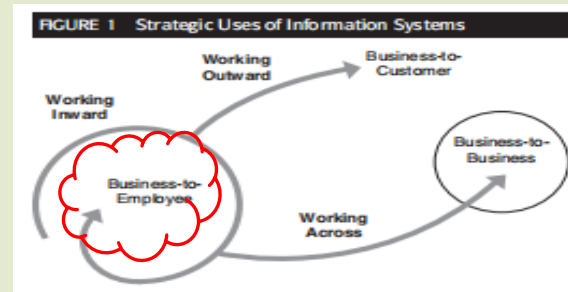 FIGURE 1 Strategic Uses of Information Systems
Working
Outward
Business-to-
Customer
Working
Inward
Business-to-
Employee
Business-to-
Business
Working
Across